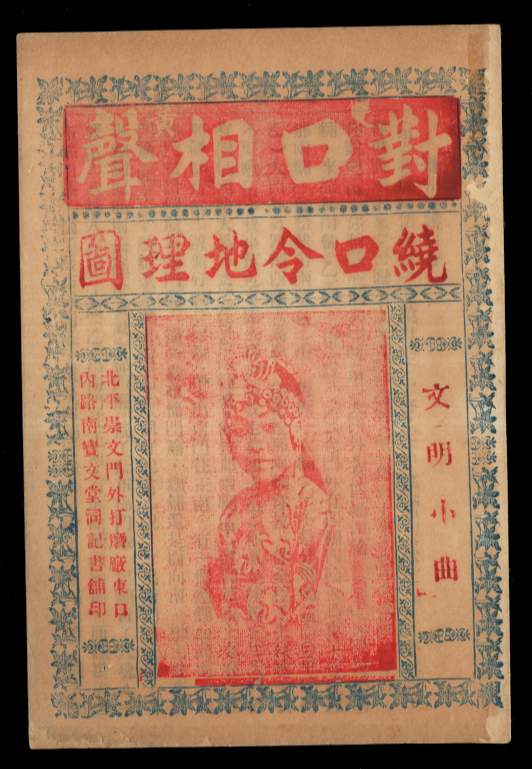 對口相聲
繞口令地理圖
文明小曲
北平崇文門外打磨廠東口
內路南寶文堂同記書舖印